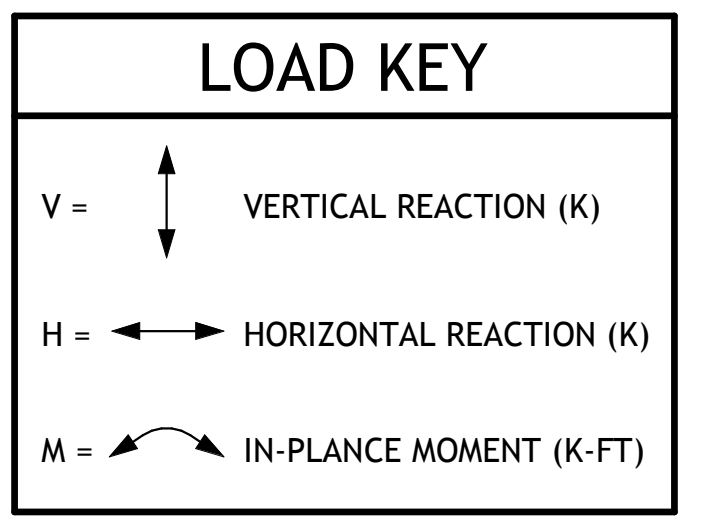 LOAD KEY
V = VERTICAL REACTION (K)
H = HORIZONTAL REACTION (K)
M = IN-PLANCE MOMENT (K-FT)